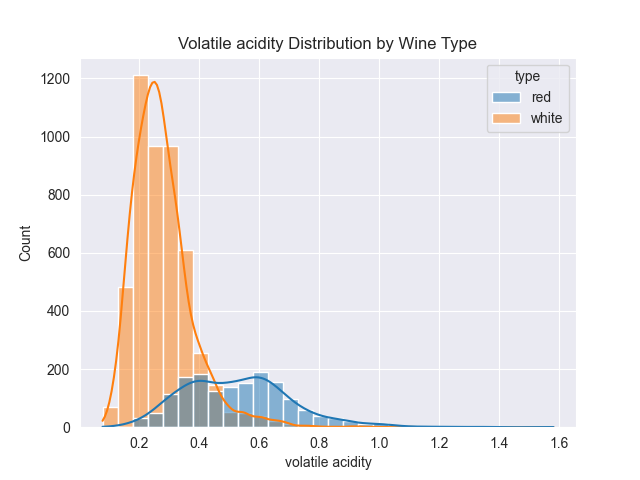 Volatile acidity Distribution by Wine Type
type
red
white
Count
1200
1000
800
600
400
200
0
0.2 0.4 0.6 0.8 1.0 1.2 1.4 1.6
volatile acidity